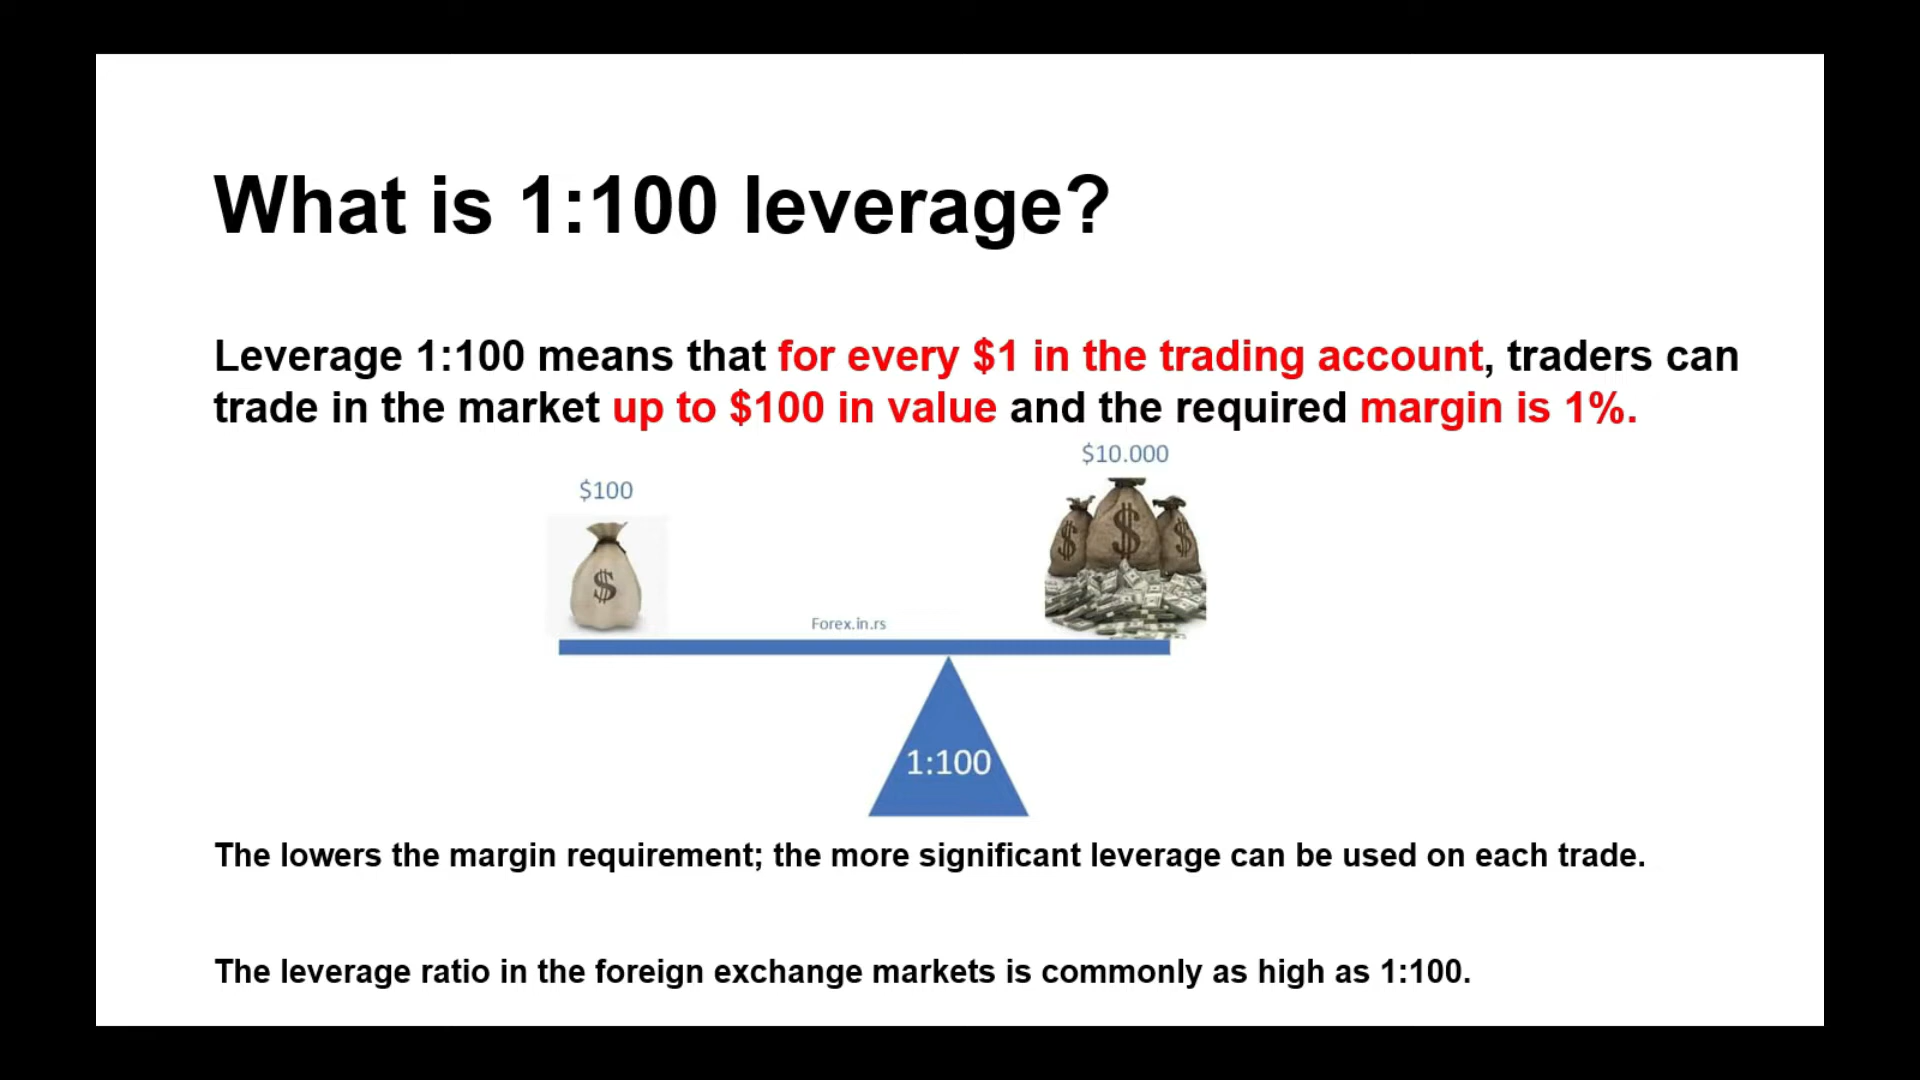 What is 1:100 leverage?
Leverage 1:100 means that for every $1 in the trading account, traders can
trade in the market up to $100 in value and the required margin is 1%.
$10.000
$100
$
$ $ $
Forex.in.rs
1:100
The lowers the margin requirement; the more significant leverage can be used on each trade.
The leverage ratio in the foreign exchange markets is commonly as high as 1:100.